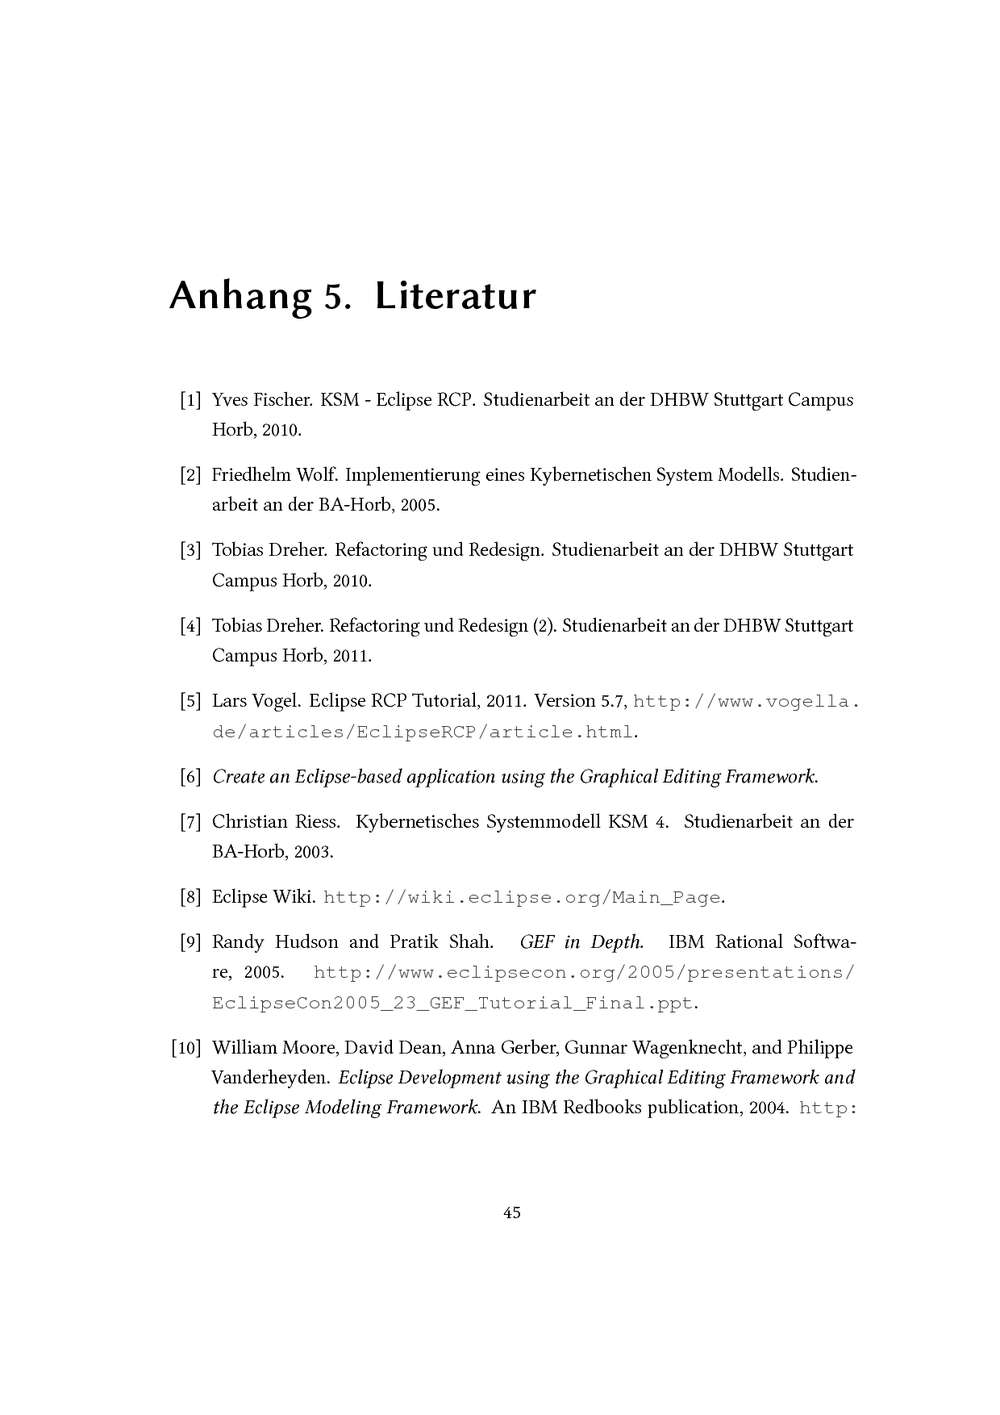 Anhang 5. Literatur
[1] Yves Fischer. KSM - Eclipse RCP. Studienarbeit an der DHBW Stuttgart Campus
Horb, 2010.
[2] Friedhelm Wolf. Implementierung eines Kybernetischen System Modells. Studien-
arbeit an der BA-Horb, 2005.
[3] Tobias Dreher. Refactoring und Redesign. Studienarbeit an der DHBW Stuttgart
Campus Horb, 2010.
[4] Tobias Dreher. Refactoring und Redesign (2). Studienarbeit an der DHBW Stuttgart
Campus Horb, 2011.
[5] Lars Vogel. Eclipse RCP Tutorial, 2011. Version 5.7, http://www.vogella.
de/articles/EclipseRCP/article.html.
[6] Create an Eclipse-based application using the Graphical Editing Framework.
[7] Christian Riess. Kybernetisches Systemmodell KSM 4. Studienarbeit an der
BA-Horb, 2003.
[8] Eclipse Wiki. http://wiki.eclipse.org/Main_Page.
[9] Randy Hudson and Pratik Shah. GEF in Depth. IBM Rational Softwa-
re, 2005. http://www.eclipsecon.org/2005/presentations/
EclipseCon2005_23_GEF_Tutorial_Final.ppt.
[10] William Moore, David Dean, Anna Gerber, Gunnar Wagenknecht, and Philippe
Vanderheyden. Eclipse Development using the Graphical Editing Framework and
the Eclipse Modeling Framework. An IBM Redbooks publication, 2004. http:
45